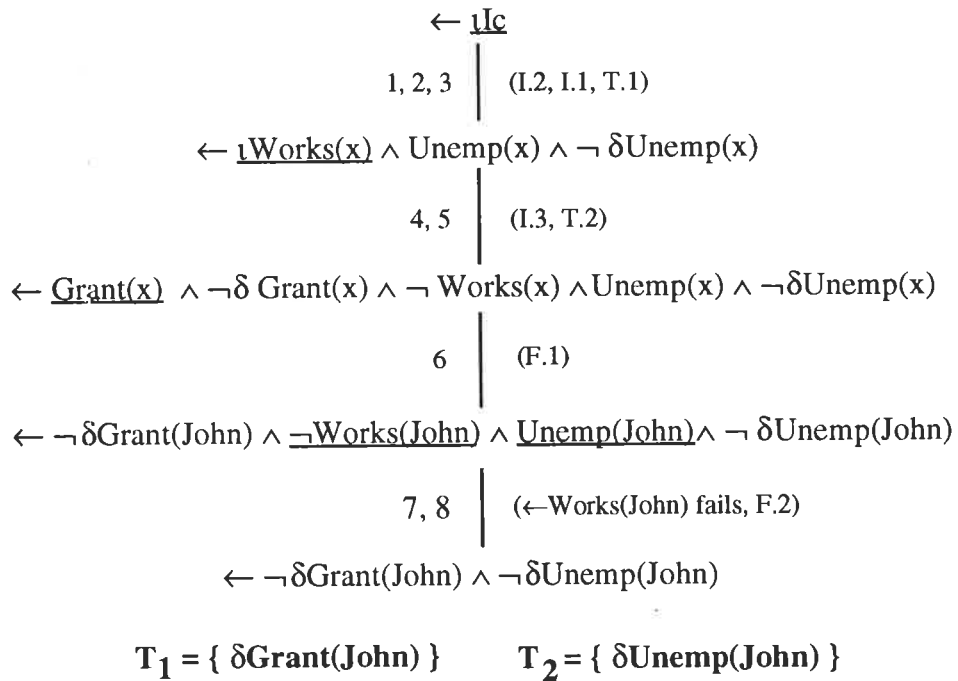 ← ιIc
1, 2, 3 (I.2, I.1, T.1)
← ιWorks(x) ∧ Unemp(x) ∧ ¬ δUnemp(x)
4, 5 (I.3, T.2)
← Grant(x) ∧ ¬δ Grant(x) ∧ ¬ Works(x) ∧Unemp(x) ∧ ¬δUnemp(x)
6 (F.1)
← ¬ δGrant(John) ∧ ¬Works(John) ∧ Unemp(John)∧ ¬ δUnemp(John)
7, 8 (←Works(John) fails, F.2)
← ¬δGrant(John) ∧ ¬δUnemp(John)
T₁ = { δGrant(John) } T₂ = { δUnemp(John) }